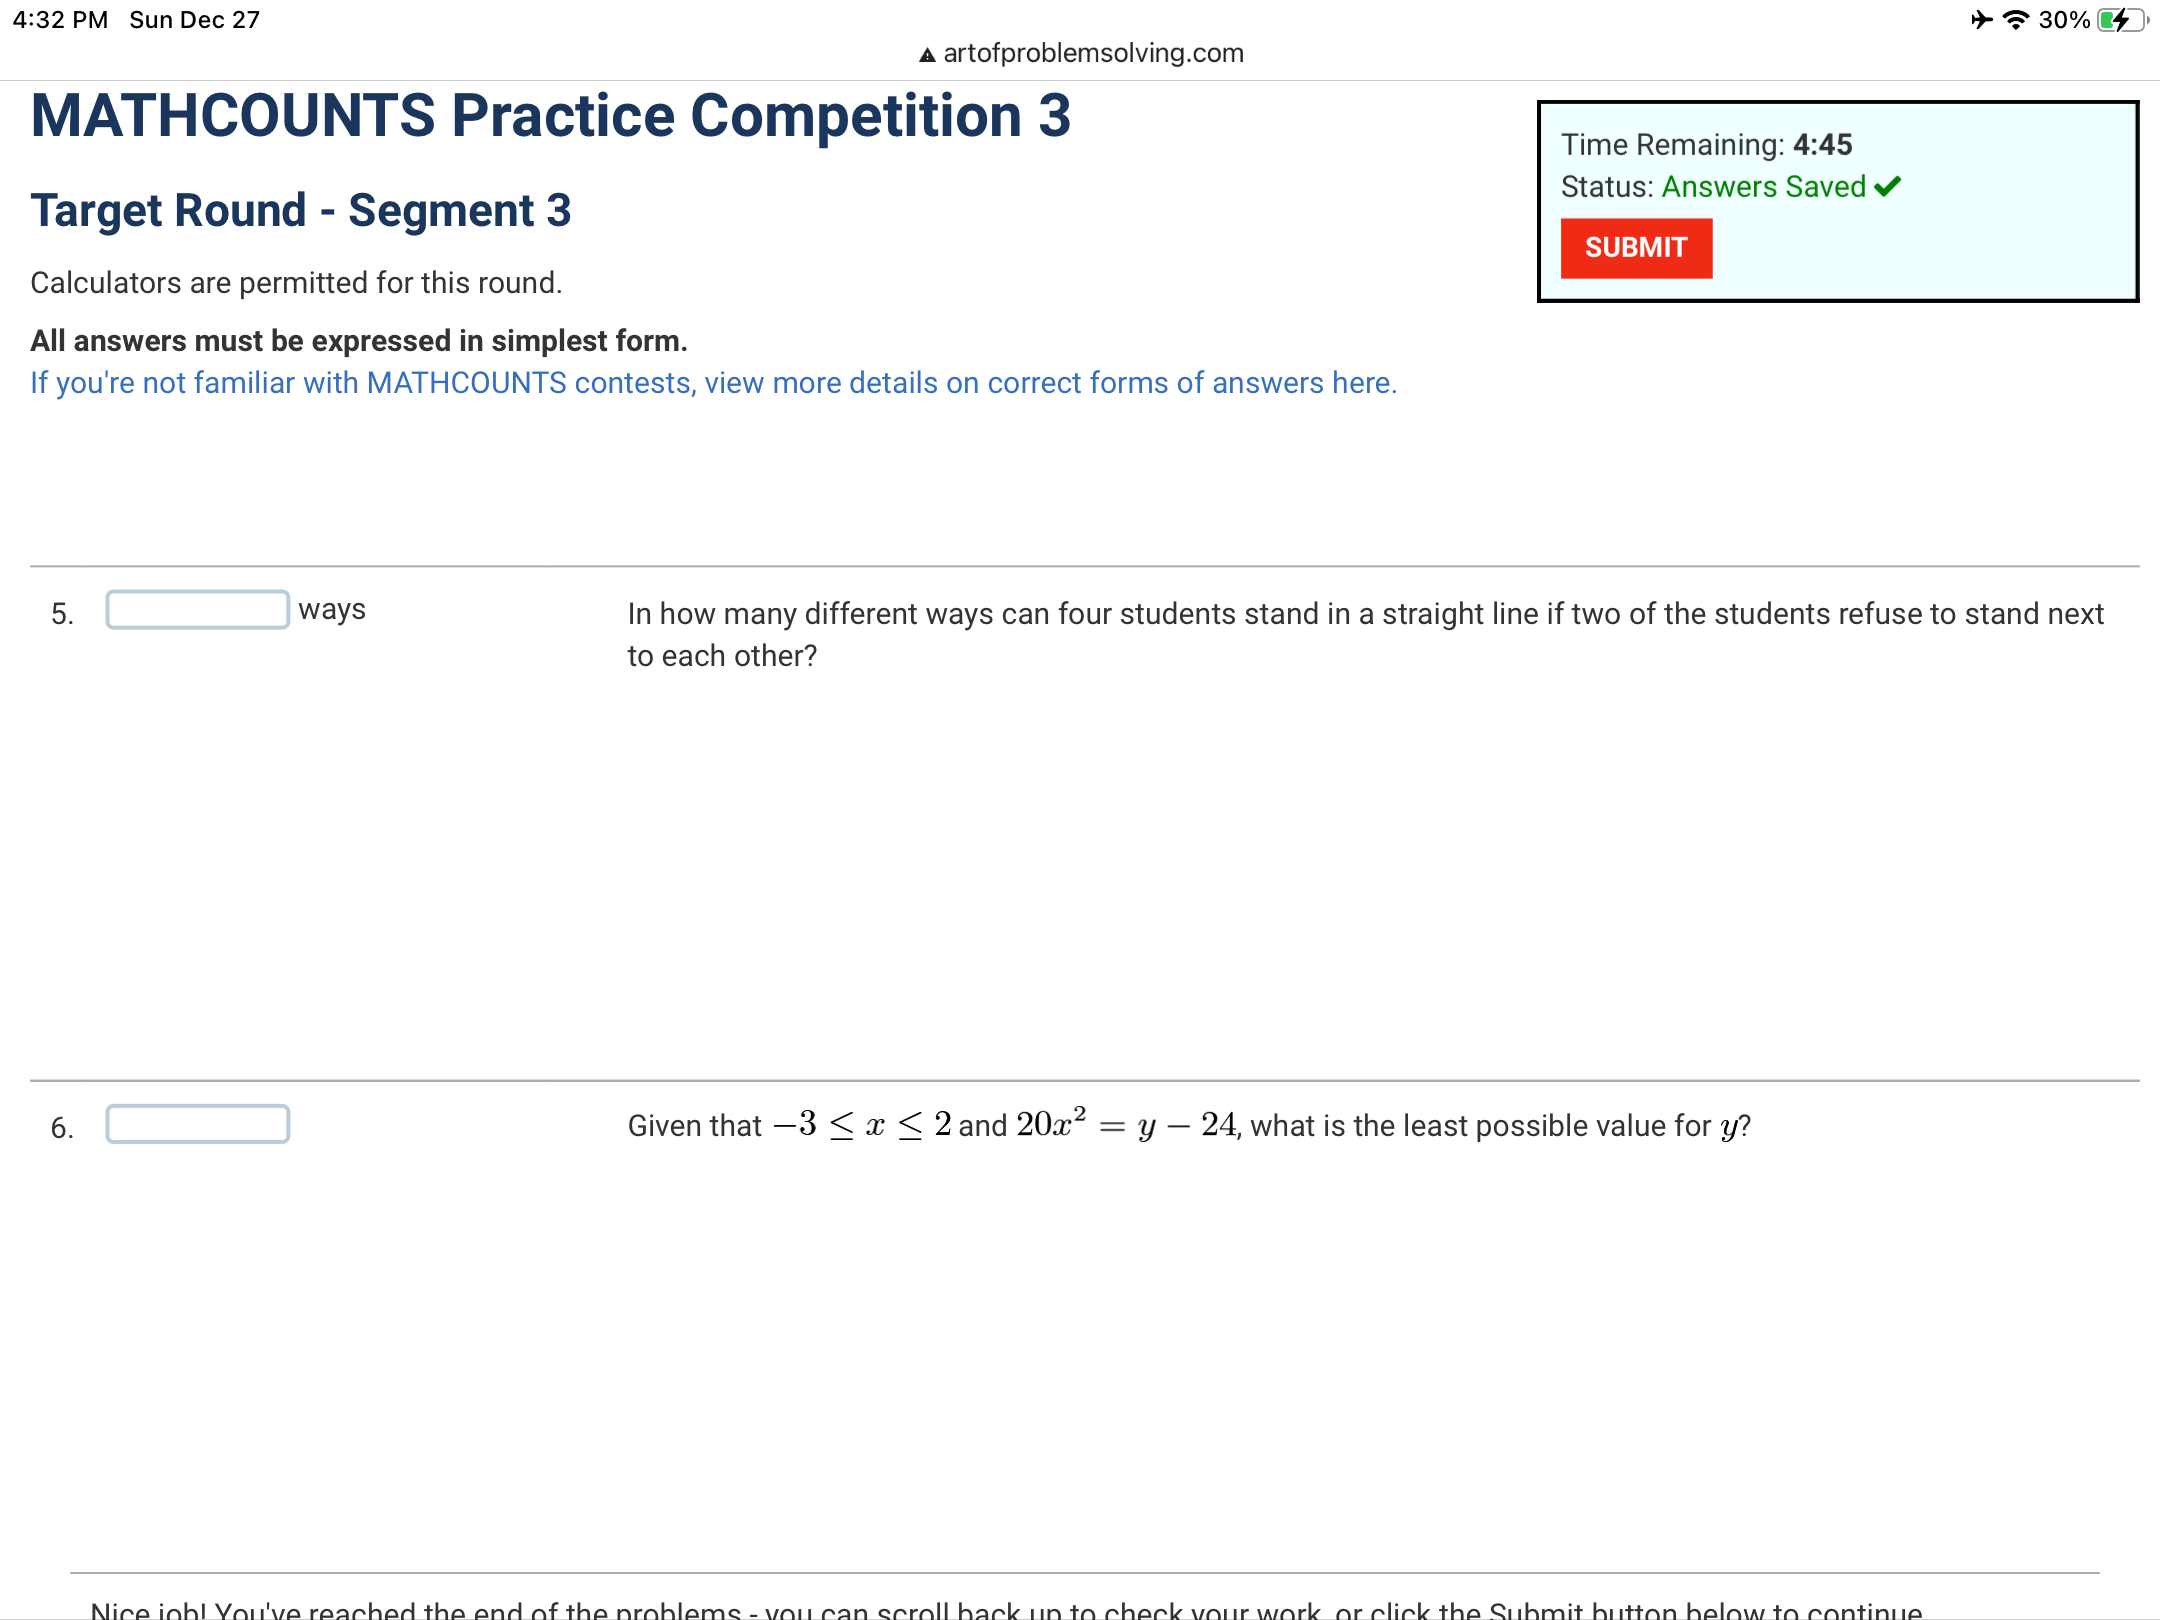 4:32 PM Sun Dec 27
30%
artofproblemsolving.com
MATHCOUNTS Practice Competition 3
Time Remaining: 4:45
Status: Answers Saved ✔
SUBMIT
Target Round - Segment 3
Calculators are permitted for this round.
All answers must be expressed in simplest form.
If you're not familiar with MATHCOUNTS contests, view more details on correct forms of answers here.
5. ways In how many different ways can four students stand in a straight line if two of the students refuse to stand next
to each other?
6. Given that −3 ≤ x ≤ 2 and 20x² = y − 24, what is the least possible value for y?
Nice job! You've reached the end of the problems - you can scroll back up to check your work, or click the Submit button below to continue